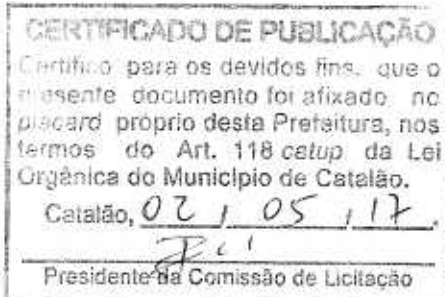 CERTIFICADO DE PUBLICAÇÃO
Certifico para os devidos fins, que o
presente documento foi afixado no
placard próprio desta Prefeitura, nos
termos do Art. 118 catup da Lei
Orgânica do Município de Catalão.
Catalão, 02 / 05 / 17.
Presidente da Comissão de Licitação